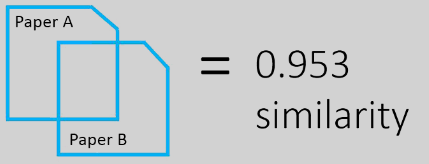 Paper A
Paper B
= 0.953
similarity